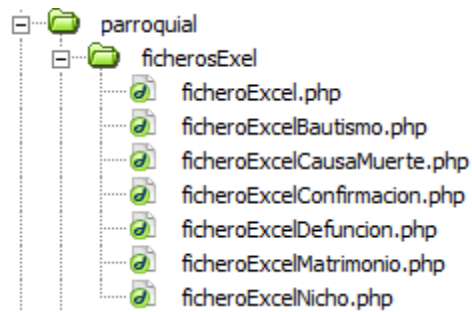 parroquial
ficherosExel
ficheroExcel.php
ficheroExcelBautismo.php
ficheroExcelCausaMuerte.php
ficheroExcelConfirmacion.php
ficheroExcelDefuncion.php
ficheroExcelMatrimonio.php
ficheroExcelNicho.php